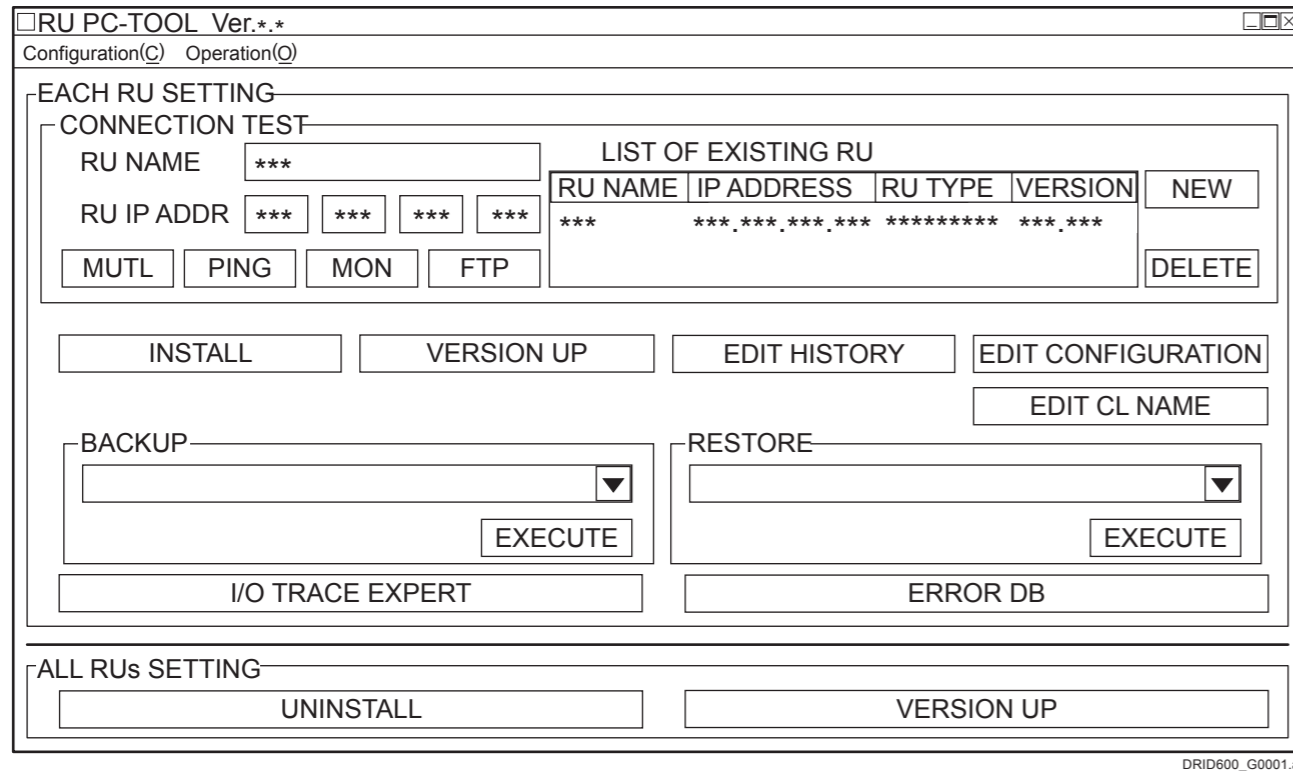 RU PC-TOOL Ver.*.*
Configuration(C) Operation(O)
EACH RU SETTING
CONNECTION TEST
RU NAME ***
RU IP ADDR *** *** *** ***
MUTL PING MON FTP
LIST OF EXISTING RU
RU NAME IP ADDRESS RU TYPE VERSION
*** ***.***.***.*** ********* ***.***
NEW
DELETE
INSTALL VERSION UP EDIT HISTORY EDIT CONFIGURATION
EDIT CL NAME
BACKUP
EXECUTE
RESTORE
EXECUTE
I/O TRACE EXPERT ERROR DB
ALL RUs SETTING
UNINSTALL VERSION UP
DRID600_G0001.